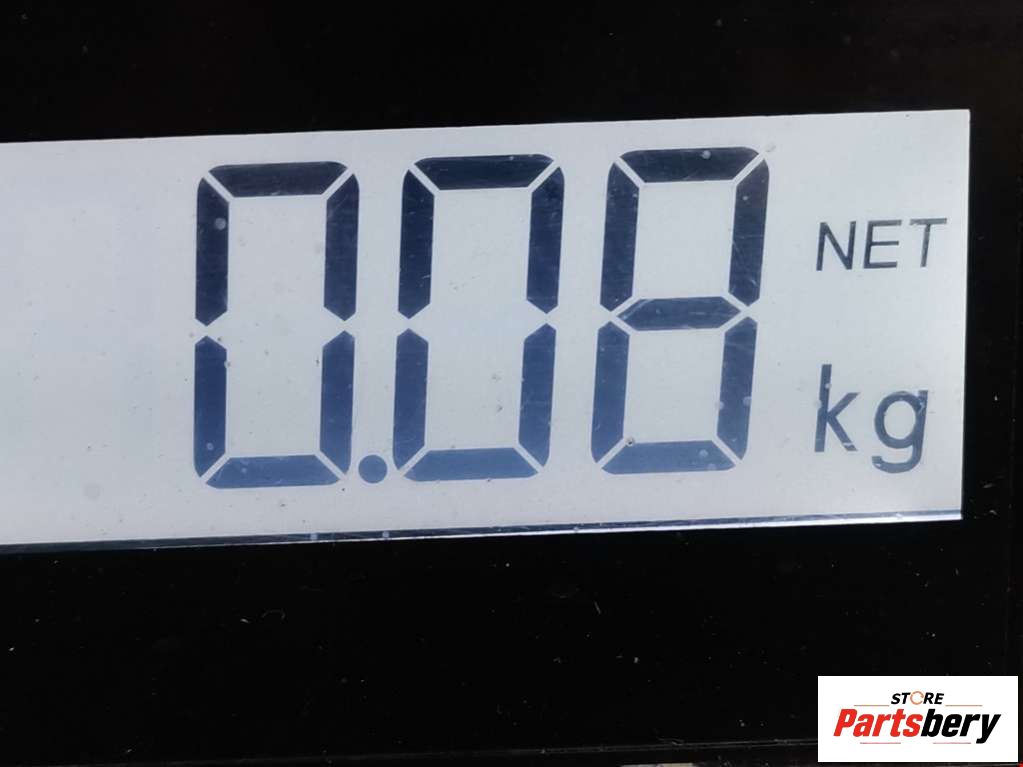 0.08
NET
kg
STORE
Partsbery